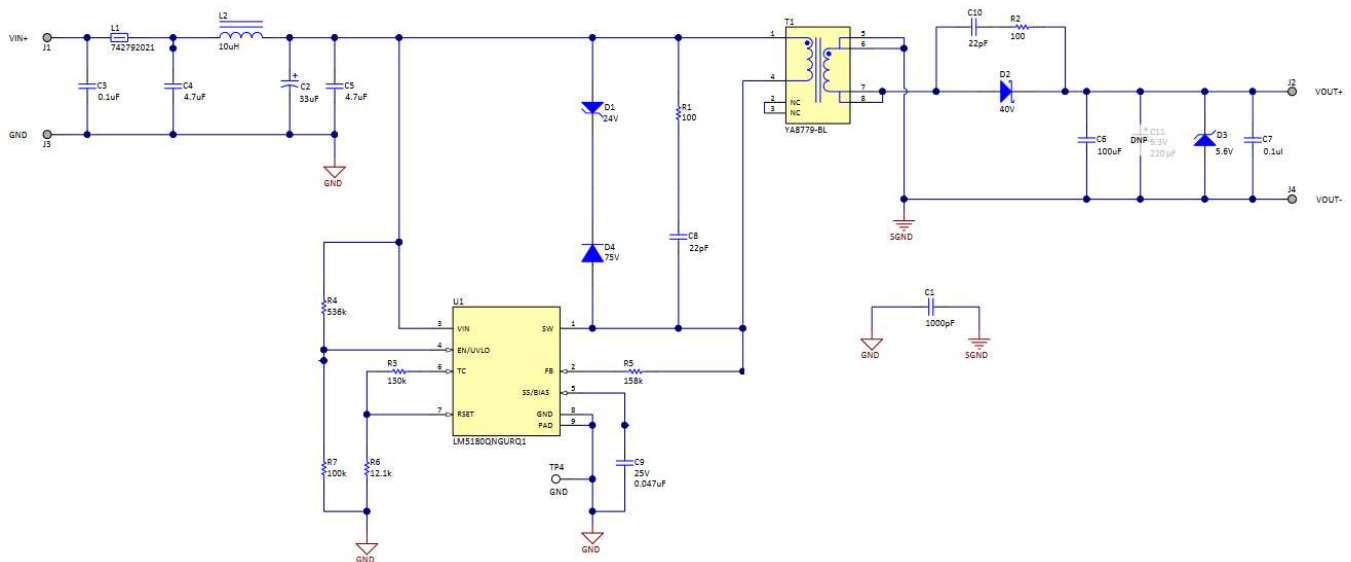 VIN+
J1
L1
742792021
L2
10uH
C3
0.1uF
C4
4.7uF
C2
33uF
C5
4.7uF
GND
J3
GND
D1
24V
R1
100
D4
75V
C8
22pF
T1
1
4
2
3
NC
NC
5
6
7
8
YA8779-BL
C10
22pF
R2
100
D2
40V
J2
VOUT+
C6
100uF
DNP
C11
6.3V
220µF
D3
5.6V
C7
0.1uI
J4
VOUT-
SGND
C1
1000pF
GND
SGND
R4
536k
R3
130k
R7
100k
R6
12.1k
GND
U1
3 VIN
SW 1
4 EN/UVLO
6 TC
FB 2
SS/BIAS 5
7 RSET
GND 8
PAD 9
LM5180QNGURQ1
R5
158k
TP4
GND
C9
25V
0.047uF
GND